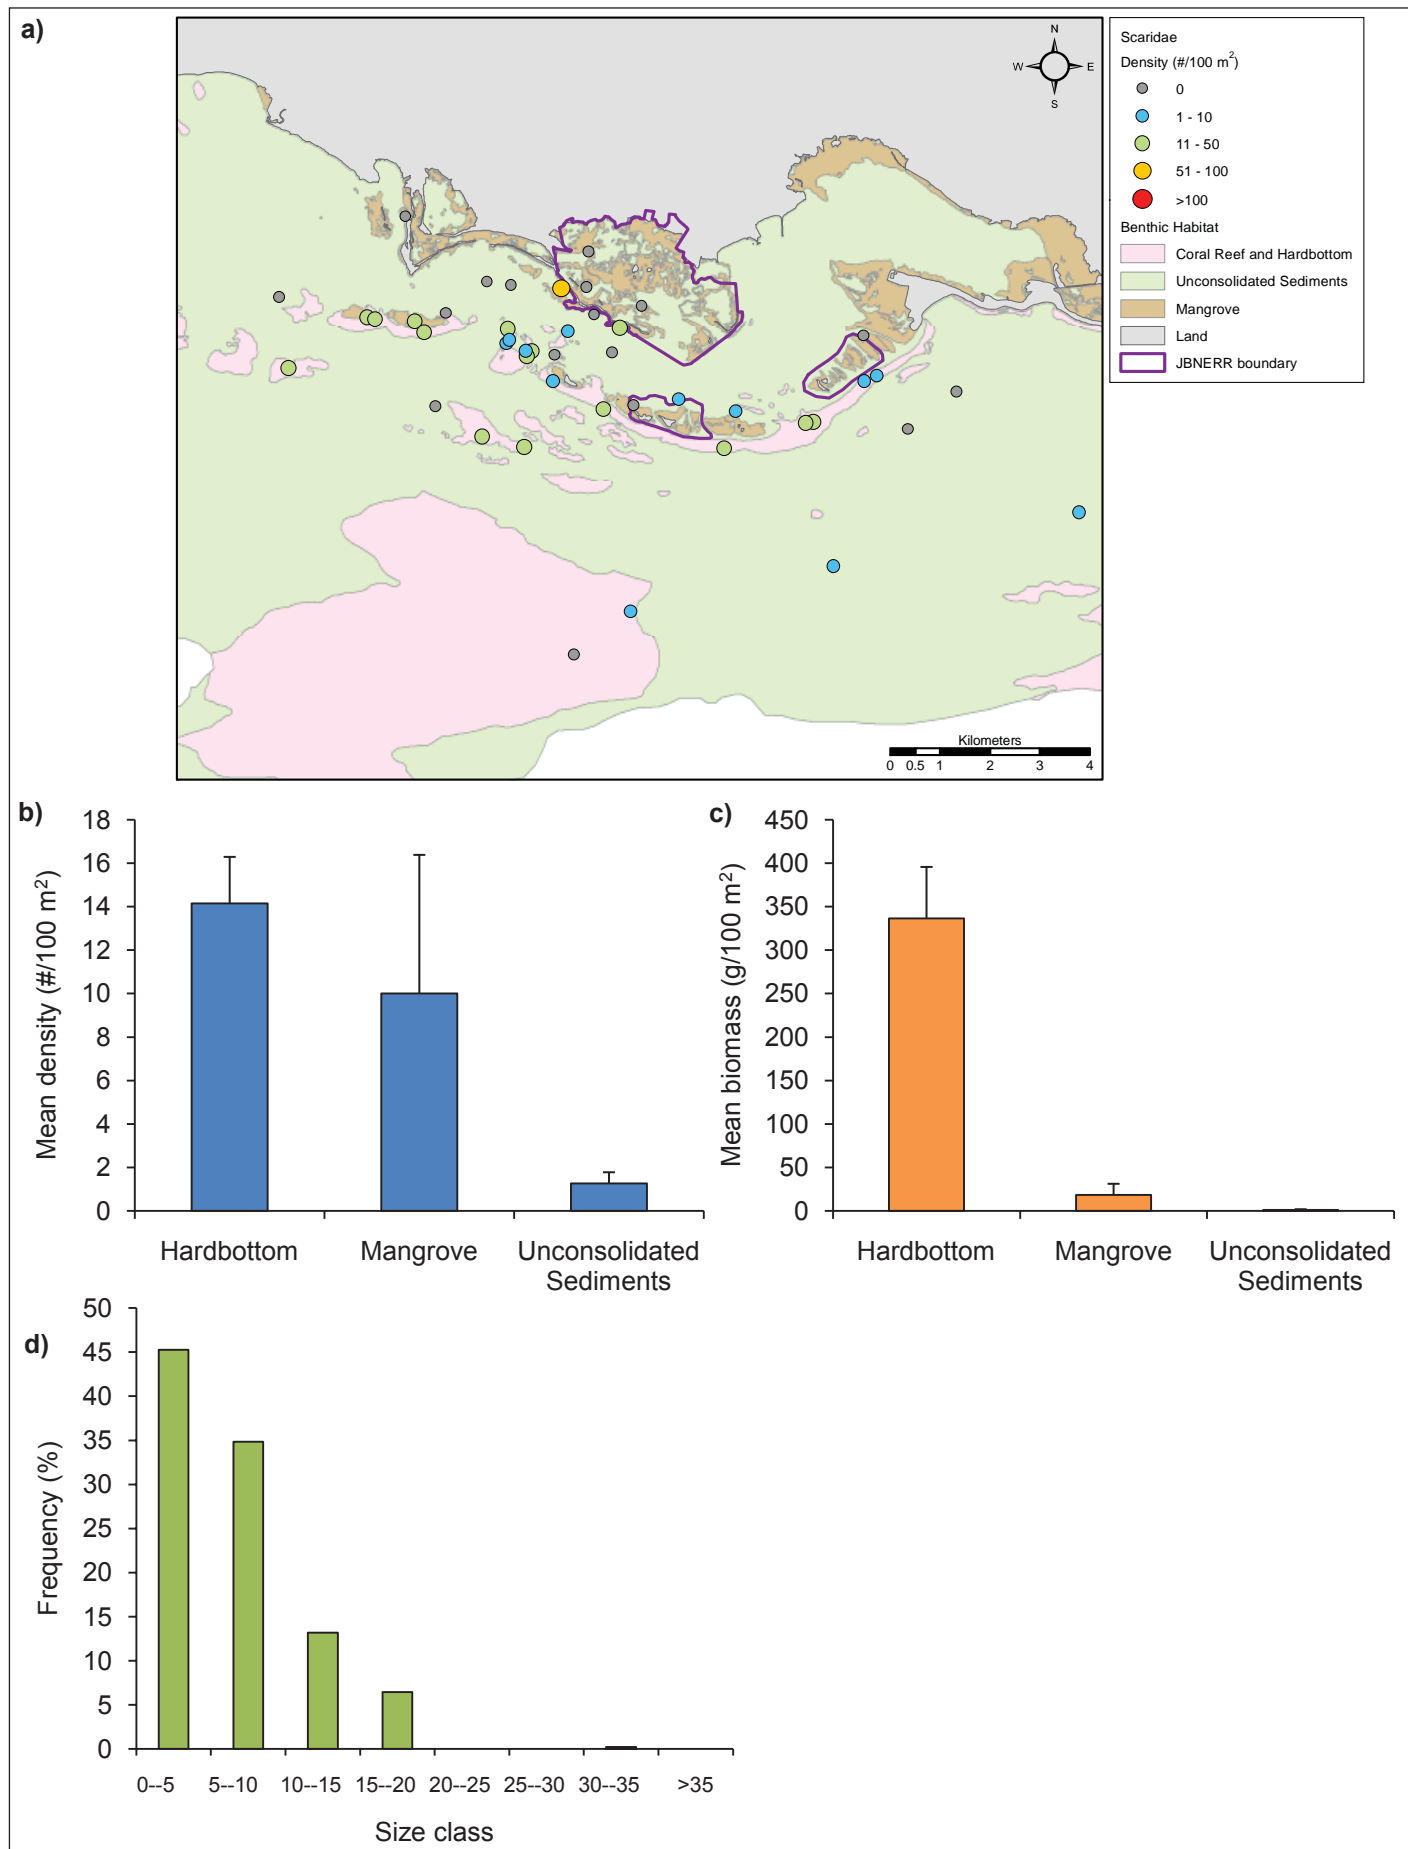 a)
N
W E
S
Scaridae
Density (#/100 m²)
0
1 - 10
11 - 50
51 - 100
>100
Benthic Habitat
Coral Reef and Hardbottom
Unconsolidated Sediments
Mangrove
Land
JBNERR boundary
Kilometers
0 0.5 1 2 3 4
b)
Mean density (#/100 m²)
18
16
14
12
10
8
6
4
2
0
Hardbottom Mangrove Unconsolidated
Sediments
c)
Mean biomass (g/100 m²)
450
400
350
300
250
200
150
100
50
0
Hardbottom Mangrove Unconsolidated
Sediments
d)
Frequency (%)
50
45
40
35
30
25
20
15
10
5
0
0--5 5--10 10--15 15--20 20--25 25--30 30--35 >35
Size class